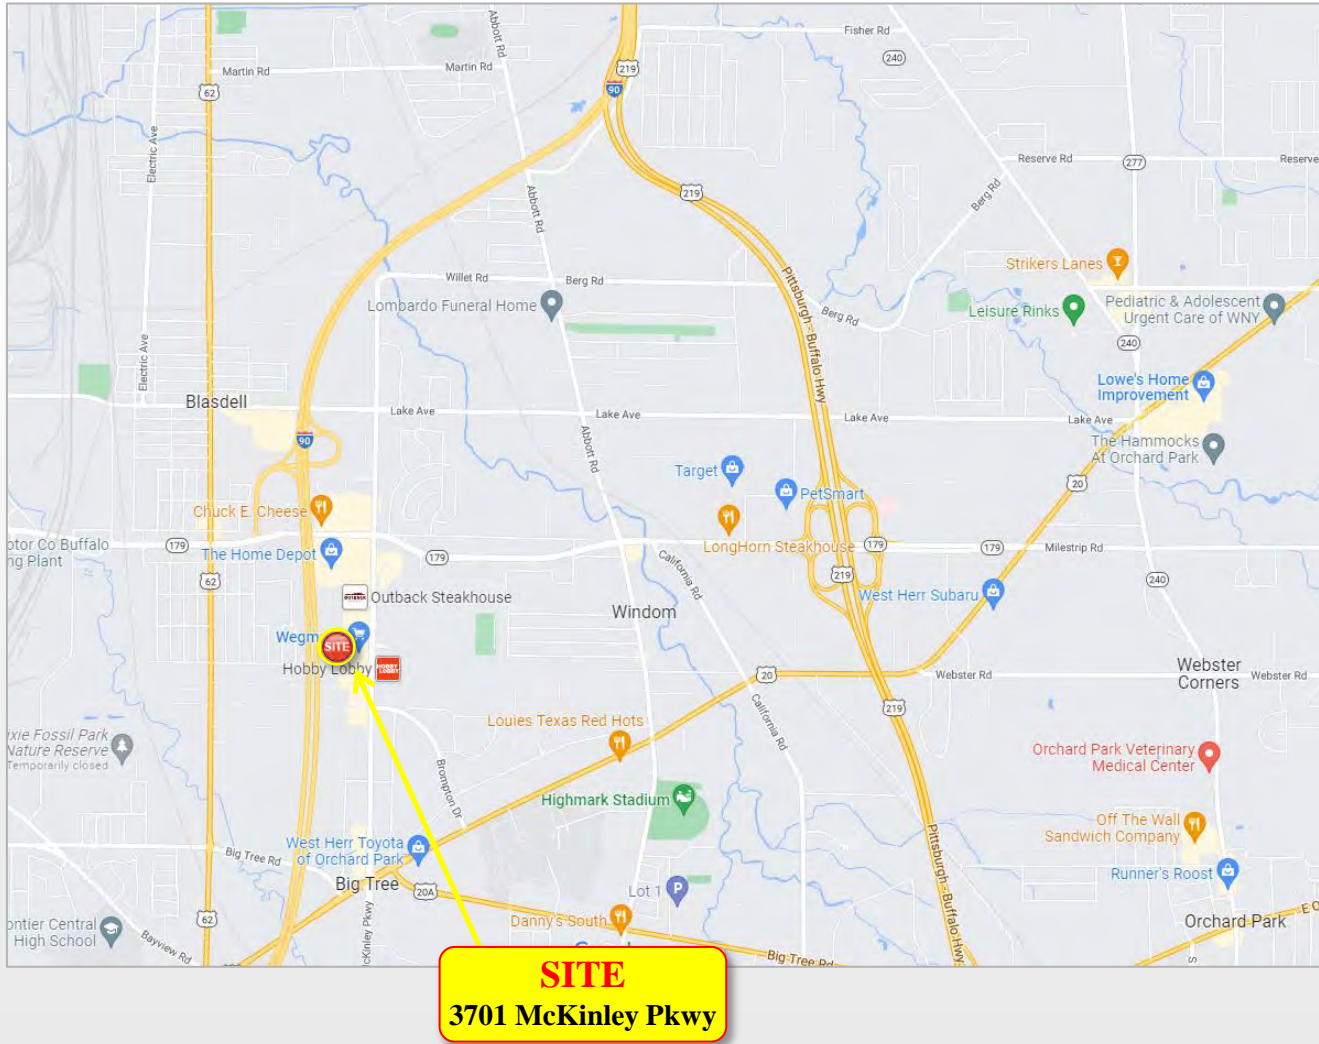 Abbott Rd
Fisher Rd
240
219
Martin Rd
Martin Rd
62
90
Electric Ave
Reserve Rd
277
Reserve
219
Berg Rd
Abbott Rd
Strikers Lanes
Willet Rd
Berg Rd
Pittsburgh - Buffalo Hwy
Lombardo Funeral Home
Leisure Rinks
Pediatric & Adolescent
Urgent Care of WNY
Berg Rd
240
Electric Ave
Lowe's Home
Improvement
Blasdell
Lake Ave
Lake Ave
Lake Ave
Lake Ave
90
Abbott Rd
The Hammocks
At Orchard Park
Target
PetSmart
20
Chuck E. Cheese
LongHorn Steakhouse
179
179
179
179
Milestrip Rd
otor Co Buffalo
ng Plant
The Home Depot
California Rd
62
219
240
Outback Steakhouse
OUTBACK
West Herr Subaru
Windom
Wegm
SITE
Hobby Lobby
HOBBY
LOBBY
20
Webster Rd
Webster
Corners
Webster Rd
219
California Rd
Louies Texas Red Hots
ixie Fossil Park
Nature Reserve
Temporarily closed
Brompton Dr
Orchard Park Veterinary
Medical Center
Highmark Stadium
Off The Wall
Sandwich Company
Pittsburgh - Buffalo Hwy
West Herr Toyota
of Orchard Park
Big Tree Rd
Big Tree
20A
Lot 1
Runner's Roost
62
ontier Central
High School
Bayview Rd
cKinley Pkwy
Danny's South
Orchard Park
Big Tree Rd
E O
S
SITE
3701 McKinley Pkwy